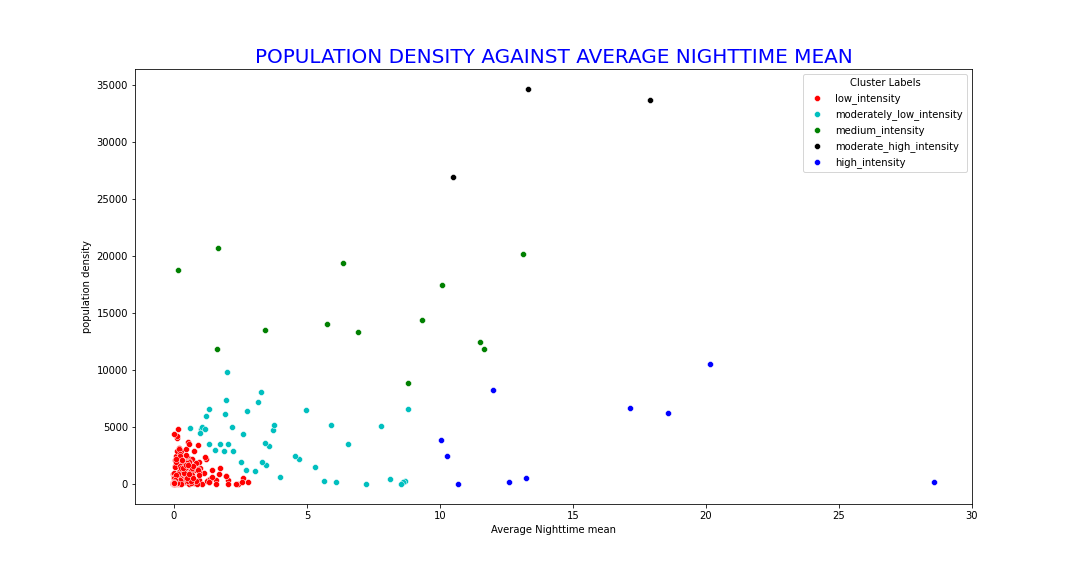 POPULATION DENSITY AGAINST AVERAGE NIGHTTIME MEAN
Cluster Labels
low_intensity
moderately_low_intensity
medium_intensity
moderate_high_intensity
high_intensity
population density
35000
30000
25000
20000
15000
10000
5000
0
0 5 10 15 20 25 30
Average Nighttime mean